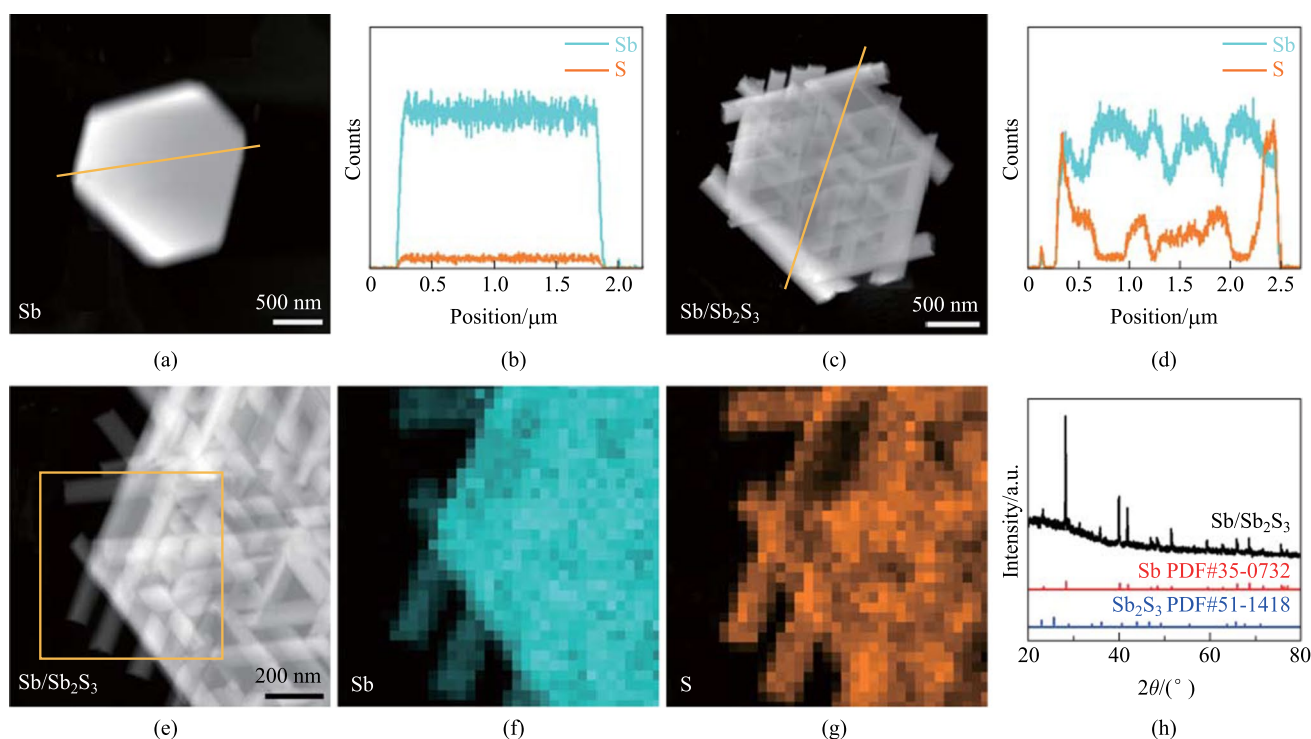 Sb
500 nm
(a)
Sb
S
Counts
0
0.5
1.0
1.5
2.0
Position/μm
(b)
Sb/Sb₂S₃
500 nm
(c)
Sb
S
Counts
0
0.5
1.0
1.5
2.0
2.5
Position/μm
(d)
Sb/Sb₂S₃
200 nm
(e)
Sb
(f)
S
(g)
Intensity/a.u.
Sb/Sb₂S₃
Sb PDF#35-0732
Sb₂S₃ PDF#51-1418
20
40
60
80
2θ/(°)
(h)